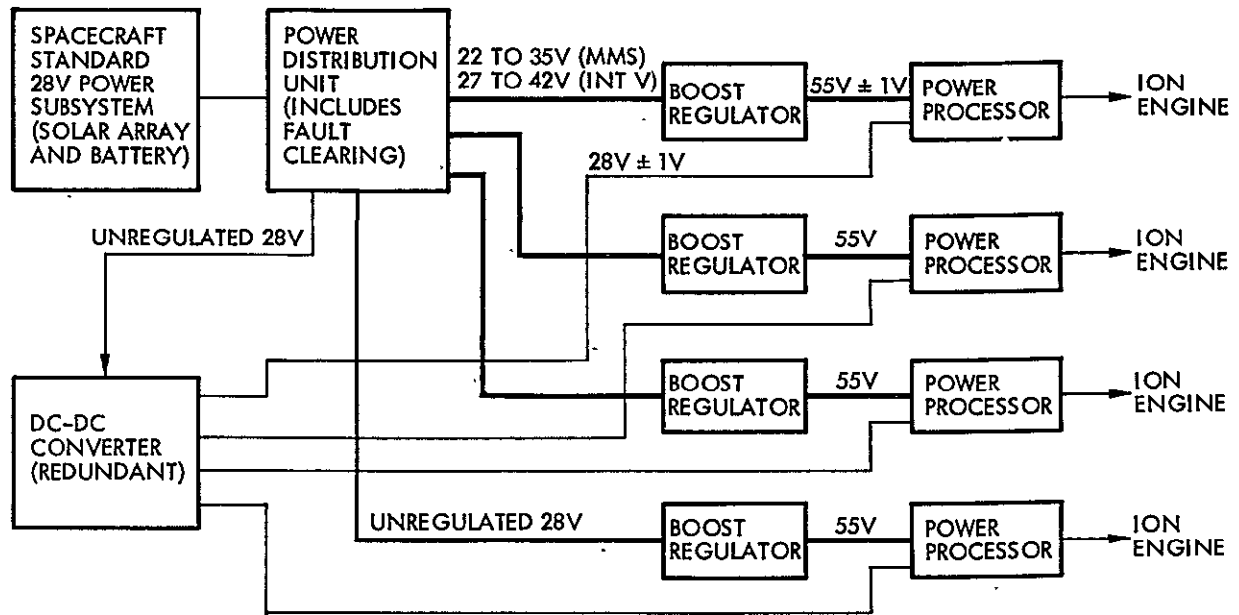 SPACECRAFT
STANDARD
28V POWER
SUBSYSTEM
(SOLAR ARRAY
AND BATTERY)
POWER
DISTRIBUTION
UNIT
(INCLUDES
FAULT
CLEARING)
22 TO 35V (MMS)
27 TO 42V (INT V)
BOOST
REGULATOR
55V ± 1V
POWER
PROCESSOR
ION
ENGINE
28V ± 1V
UNREGULATED 28V
BOOST
REGULATOR
55V
POWER
PROCESSOR
ION
ENGINE
DC-DC
CONVERTER
(REDUNDANT)
BOOST
REGULATOR
55V
POWER
PROCESSOR
ION
ENGINE
UNREGULATED 28V
BOOST
REGULATOR
55V
POWER
PROCESSOR
ION
ENGINE